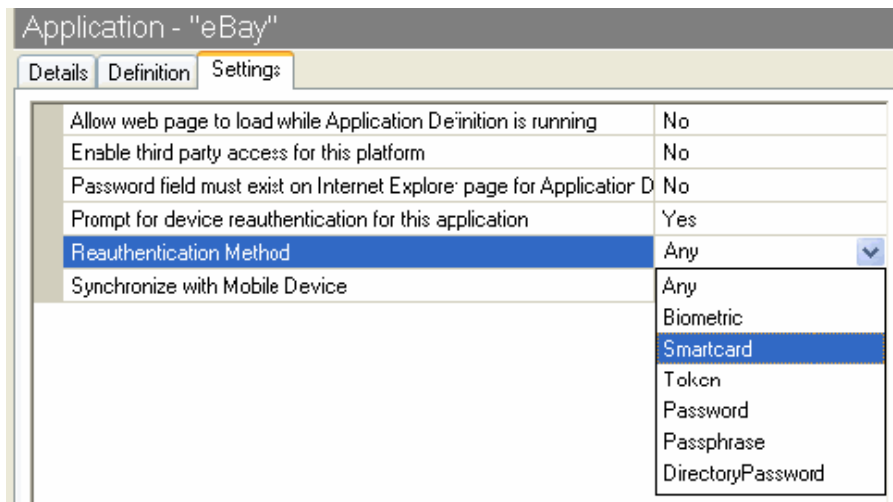 Application - "eBay"
Details Definition Settings
Allow web page to load while Application Definition is running No
Enable third party access for this platform No
Password field must exist on Internet Explorer page for Application D No
Prompt for device reauthentication for this application Yes
Reauthentication Method Any
Synchronize with Mobile Device
Any
Biometric
Smartcard
Token
Password
Passphrase
DirectoryPassword